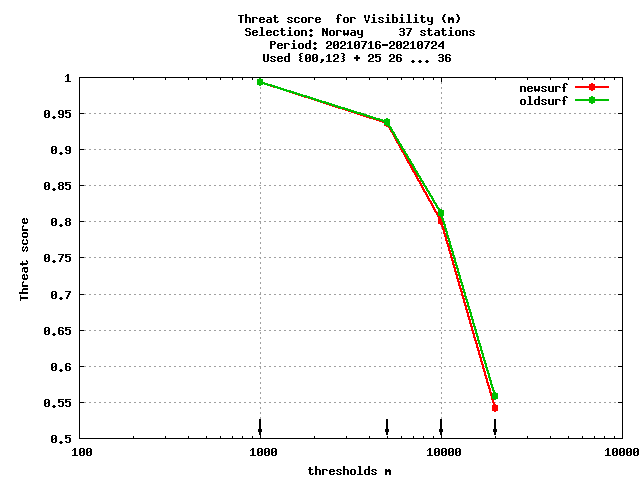 Threat score  for Visibility (m)
Selection: Norway     37 stations
Period: 20210716-20210724
Used {00,12} + 25 26 ... 36
newsurf
oldsurf
1
0.95
0.9
0.85
0.8
0.75
0.7
0.65
0.6
0.55
0.5
Threat score
100 1000 10000 10000
thresholds m